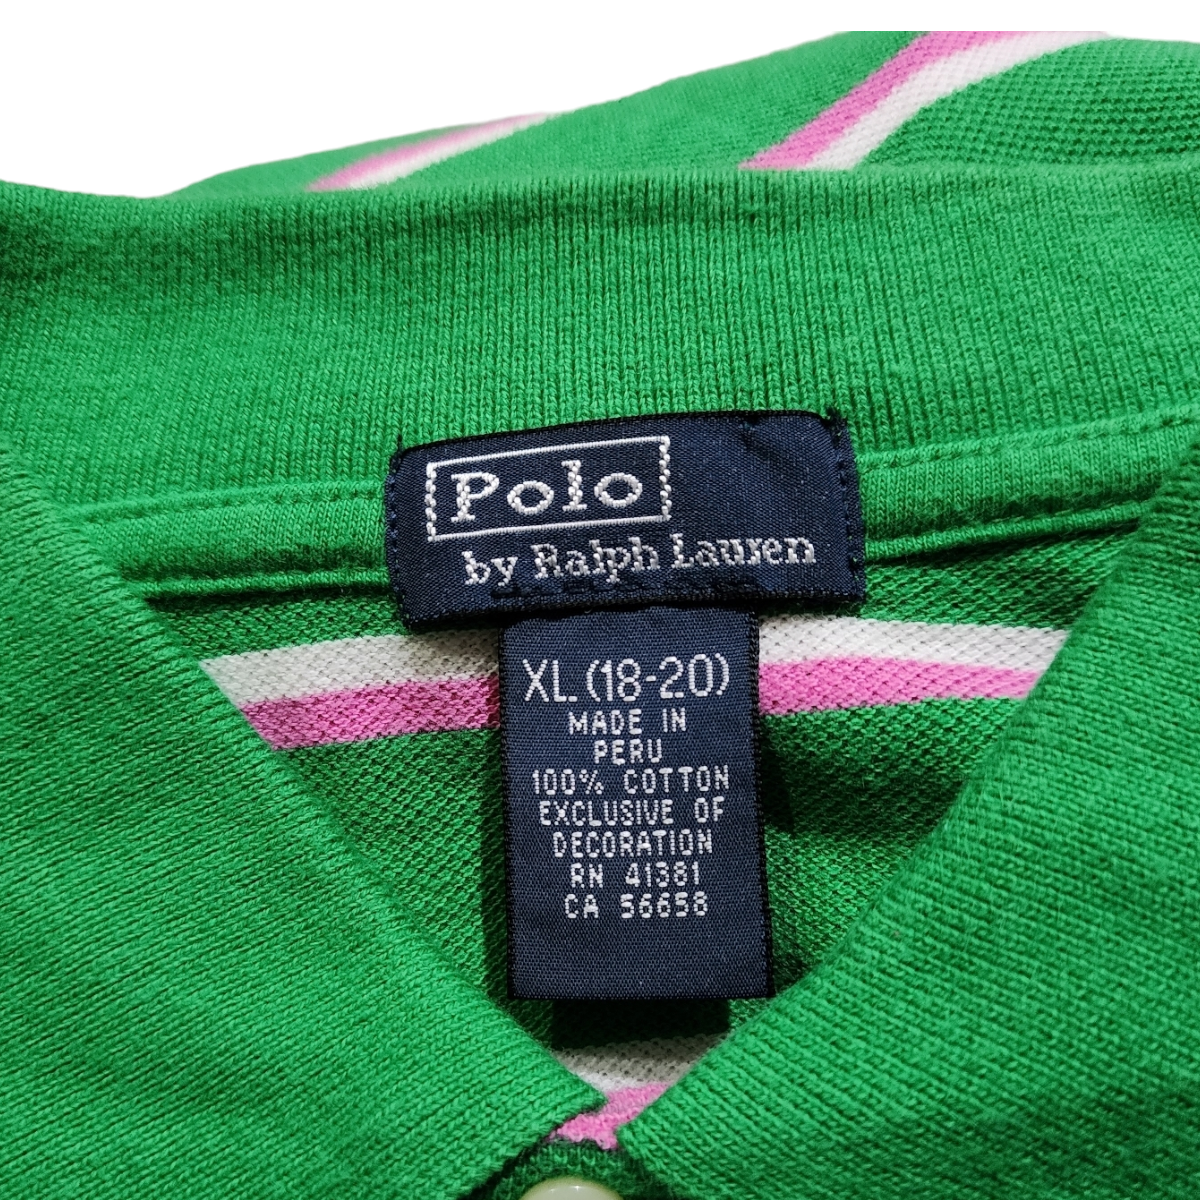 Polo
by Ralph Lauren
XL (18-20)
MADE IN
PERU
100% COTTON
EXCLUSIVE OF
DECORATION
RN 41381
CA 56658